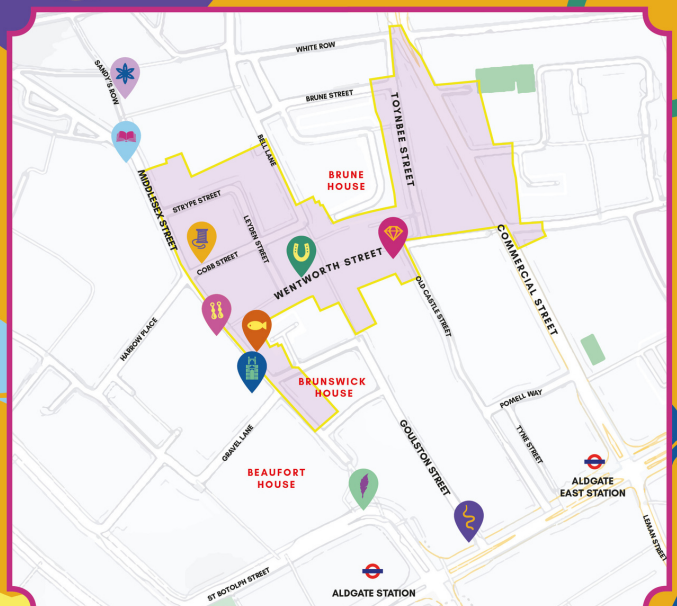 WHITE ROW
SANDY'S ROW
BRUNE STREET
TOYNBEE STREET
BELL LANE
BRUNE
HOUSE
MIDDLESEX STREET
STRYPE STREET
LEYDEN STREET
COBB STREET
WENTWORTH STREET
COMMERCIAL STREET
OLD CASTLE STREET
HARROW PLACE
BRUNSWICK
HOUSE
POMELL WAY
GRAVEL LANE
GOULSTON STREET
TYNE STREET
BEAUFORT
HOUSE
ALDGATE
EAST STATION
LEMAN STREET
ST BOTOLPH STREET
ALDGATE STATION